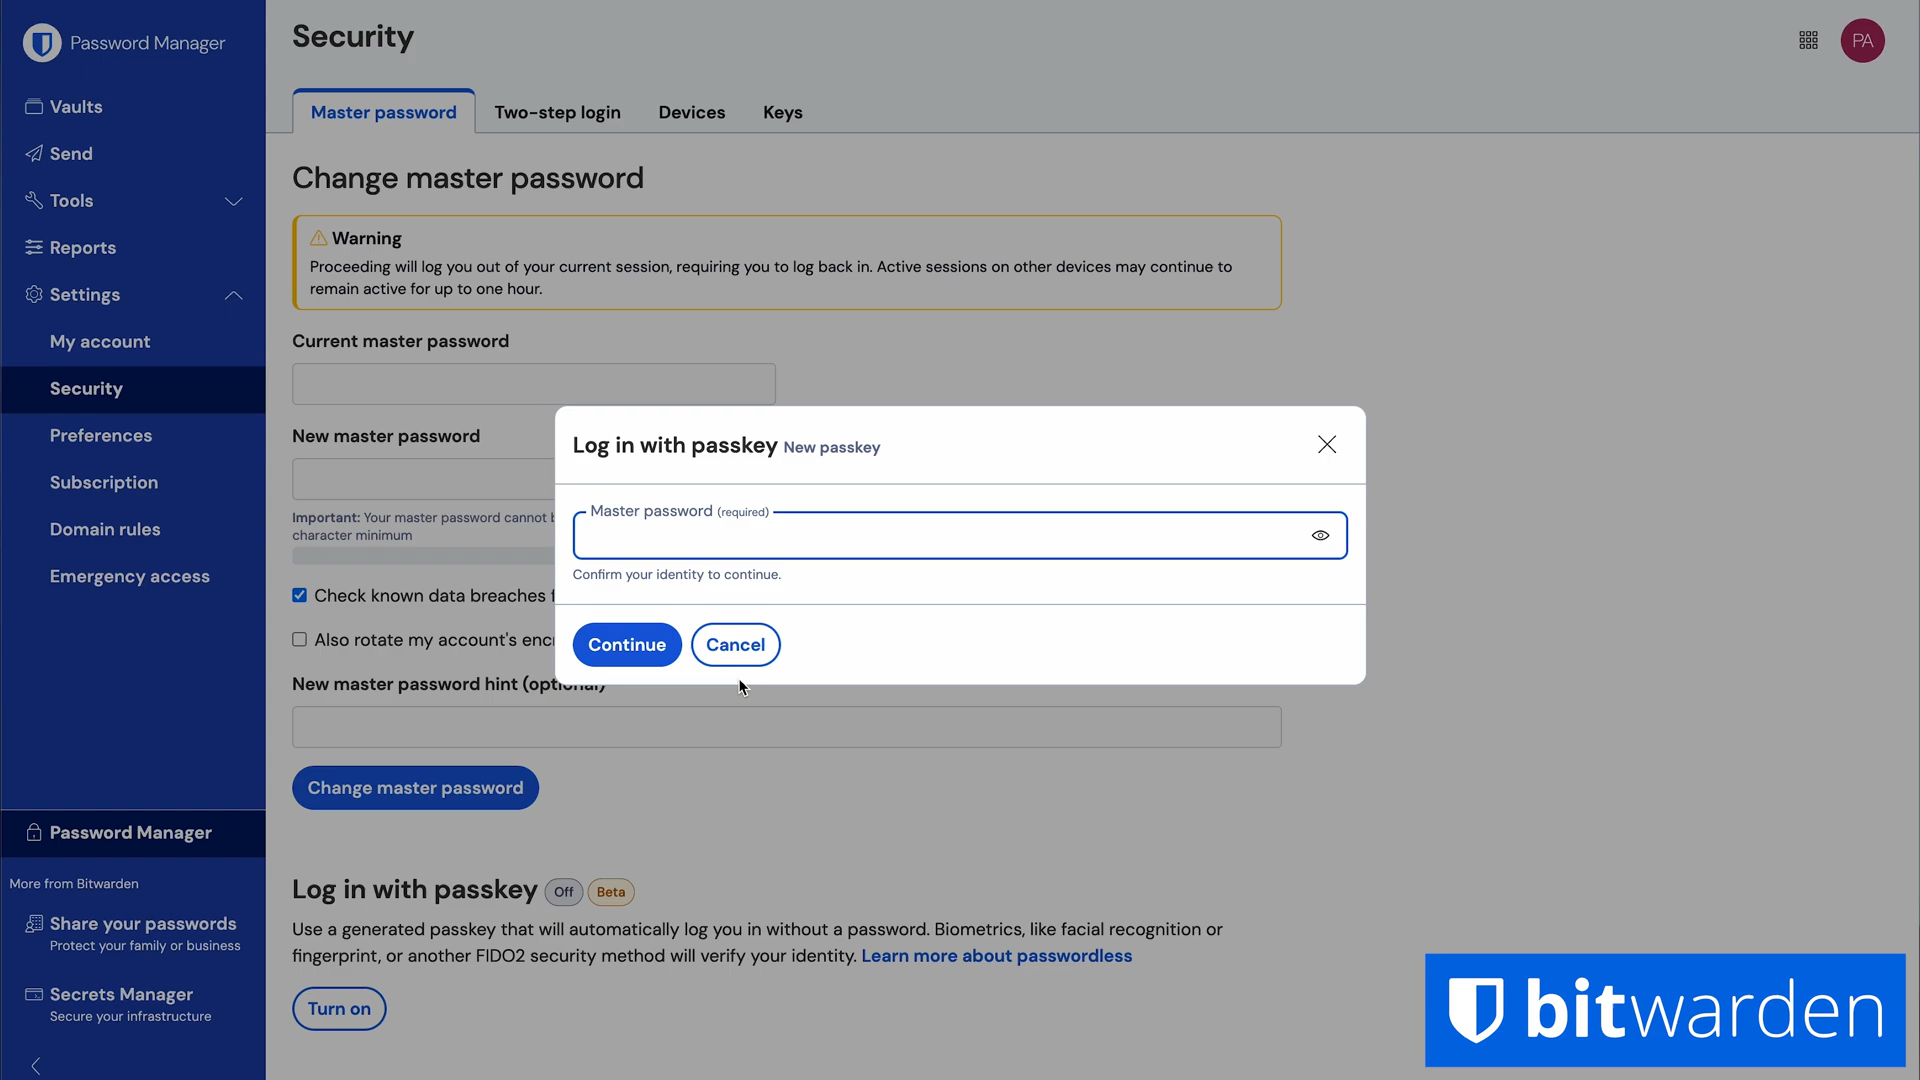 Password Manager
Vaults
Send
Tools
Reports
Settings
My account
Security
Preferences
Subscription
Domain rules
Emergency access
Password Manager
More from Bitwarden
Share your passwords
Protect your family or business
Secrets Manager
Secure your infrastructure
Security
PA
Master password
Two-step login
Devices
Keys
Change master password
Warning
Proceeding will log you out of your current session, requiring you to log back in. Active sessions on other devices may continue to
remain active for up to one hour.
Current master password
New master password
Important: Your master password cannot
character minimum
Check known data breaches
Also rotate my account's
New master password hint (optional)
Change master password
Log in with passkey New passkey
Master password (required)
Confirm your identity to continue.
Continue
Cancel
Log in with passkey Off Beta
Use a generated passkey that will automatically log you in without a password. Biometrics, like facial recognition or
fingerprint, or another FIDO2 security method will verify your identity. Learn more about passwordless
Turn on
bitwarden